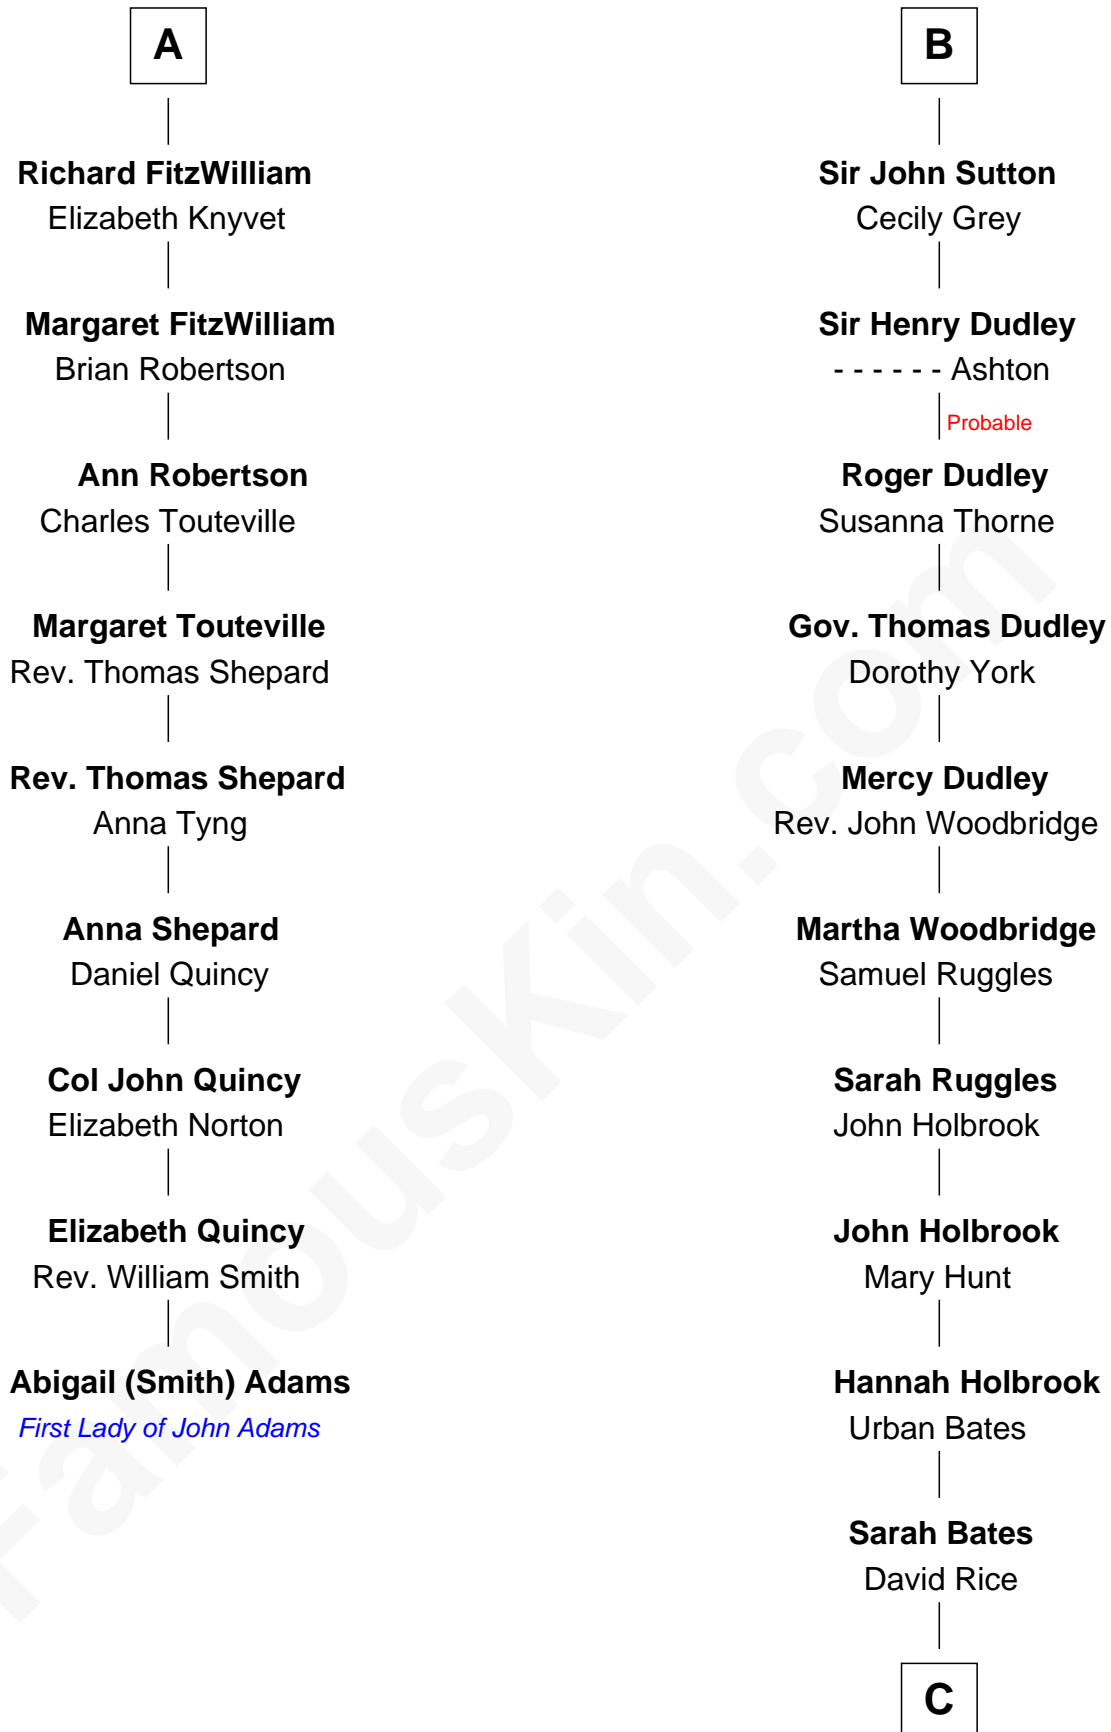 A
Richard FitzWilliam
Elizabeth Knyvet
Margaret FitzWilliam
Brian Robertson
Ann Robertson
Charles Touteville
Margaret Touteville
Rev. Thomas Shepard
Rev. Thomas Shepard
Anna Tyng
Anna Shepard
Daniel Quincy
Col John Quincy
Elizabeth Norton
Elizabeth Quincy
Rev. William Smith
Abigail (Smith) Adams
First Lady of John Adams
B
Sir John Sutton
Cecily Grey
Sir Henry Dudley
- - - - - - Ashton
Probable
Roger Dudley
Susanna Thorne
Gov. Thomas Dudley
Dorothy York
Mercy Dudley
Rev. John Woodbridge
Martha Woodbridge
Samuel Ruggles
Sarah Ruggles
John Holbrook
John Holbrook
Mary Hunt
Hannah Holbrook
Urban Bates
Sarah Bates
David Rice
C
FamousKin.com